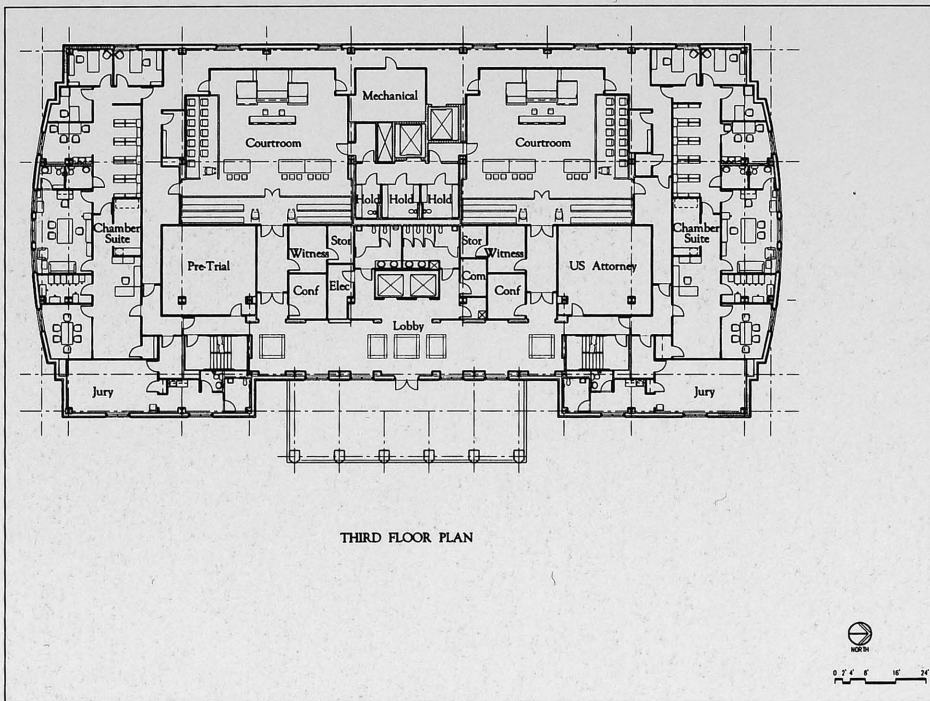 Mechanical
Courtroom
Courtroom
Hold
Hold
Hold
Chamber
Suite
Chamber
Suite
Stor
Stor
Witness
Witness
Pre-Trial
US Attorney
Elec
Com
Conf
Conf
Lobby
Jury
Jury
THIRD FLOOR PLAN
NORTH
0 2' 4' 8' 16' 24'